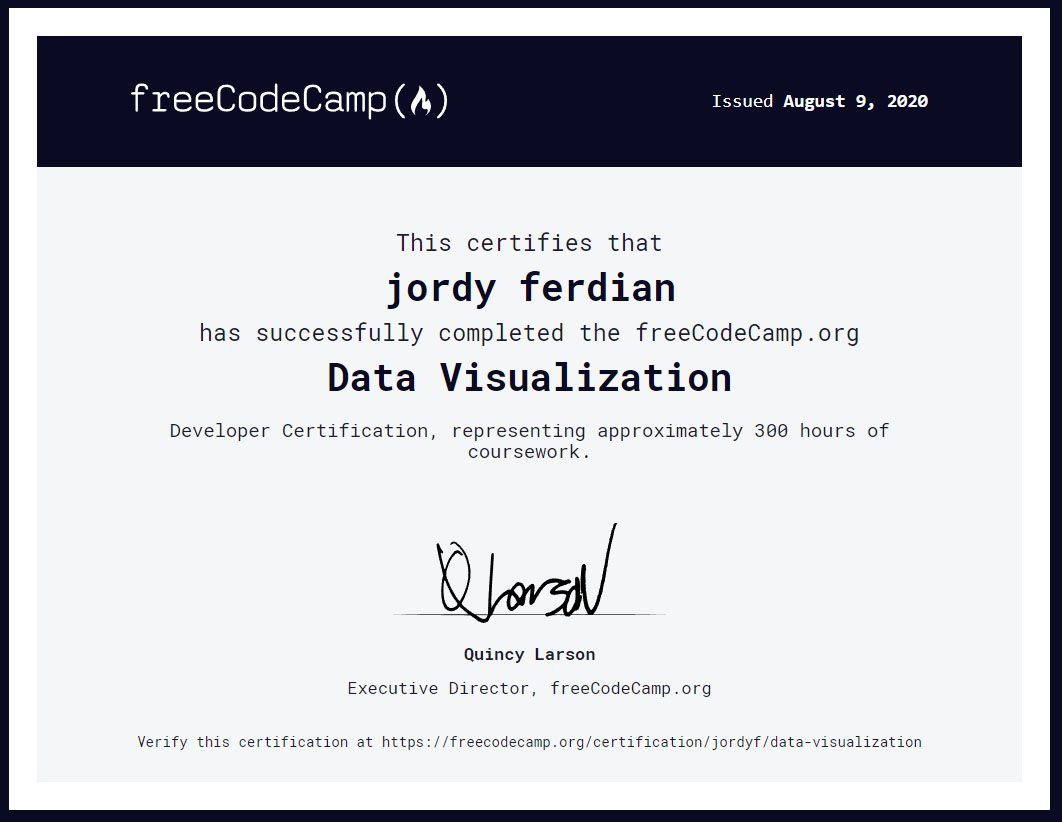 freeCodeCamp(🔥)
Issued August 9, 2020
This certifies that
jordy ferdian
has successfully completed the freeCodeCamp.org
Data Visualization
Developer Certification, representing approximately 300 hours of
coursework.
Q Larson
Quincy Larson
Executive Director, freeCodeCamp.org
Verify this certification at https://freecodecamp.org/certification/jordyf/data-visualization